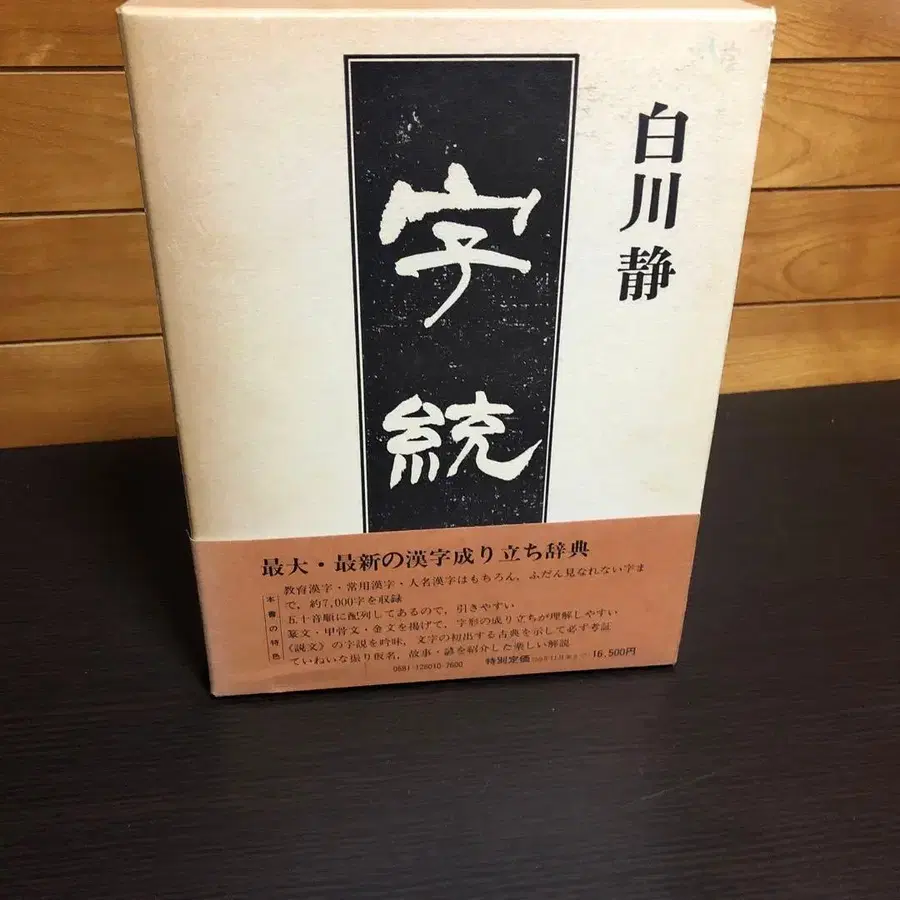 白川 静
字統
最大・最新の漢字成り立ち辞典
本書の特色
教育漢字・常用漢字・人名漢字はもちろん，ふだん見なれない字ま
で，約7,000字を収録
五十音順に配列してあるので，引きやすい
篆文・甲骨文・金文を掲げて，字形の成り立ちが理解しやすい
《説文》の字説を吟味，文字の初出する古典を示して必ず考証
ていねいな振り仮名，故事・諺を紹介した楽しい解説
0581-126010-7600 特別定価 16,500円